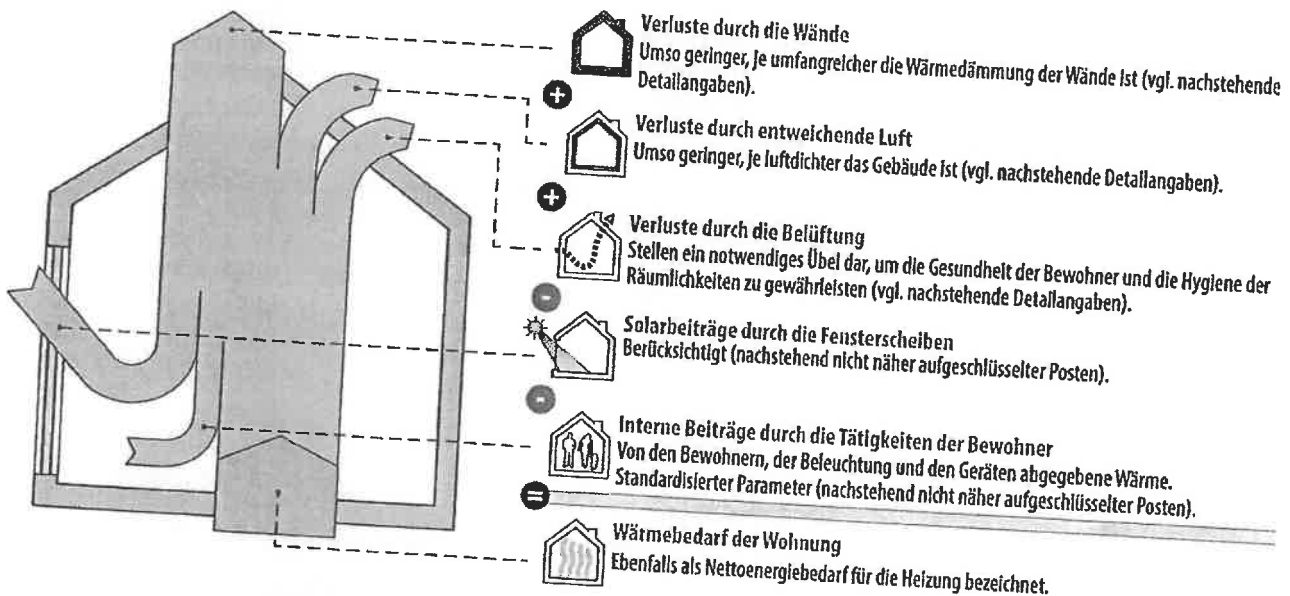 Verluste durch die Wände
Umso geringer, je umfangreicher die Wärmedämmung der Wände ist (vgl. nachstehende
Detailangaben).
+
Verluste durch entweichende Luft
Umso geringer, je luftdichter das Gebäude ist (vgl. nachstehende Detailangaben).
+
Verluste durch die Belüftung
Stellen ein notwendiges Übel dar, um die Gesundheit der Bewohner und die Hygiene der
Räumlichkeiten zu gewährleisten (vgl. nachstehende Detailangaben).
-
Solarbeiträge durch die Fensterscheiben
Berücksichtigt (nachstehend nicht näher aufgeschlüsselter Posten).
-
Interne Beiträge durch die Tätigkeiten der Bewohner
Von den Bewohnern, der Beleuchtung und den Geräten abgegebene Wärme.
Standardisierter Parameter (nachstehend nicht näher aufgeschlüsselter Posten).
=
Wärmebedarf der Wohnung
Ebenfalls als Nettoenergiebedarf für die Heizung bezeichnet.